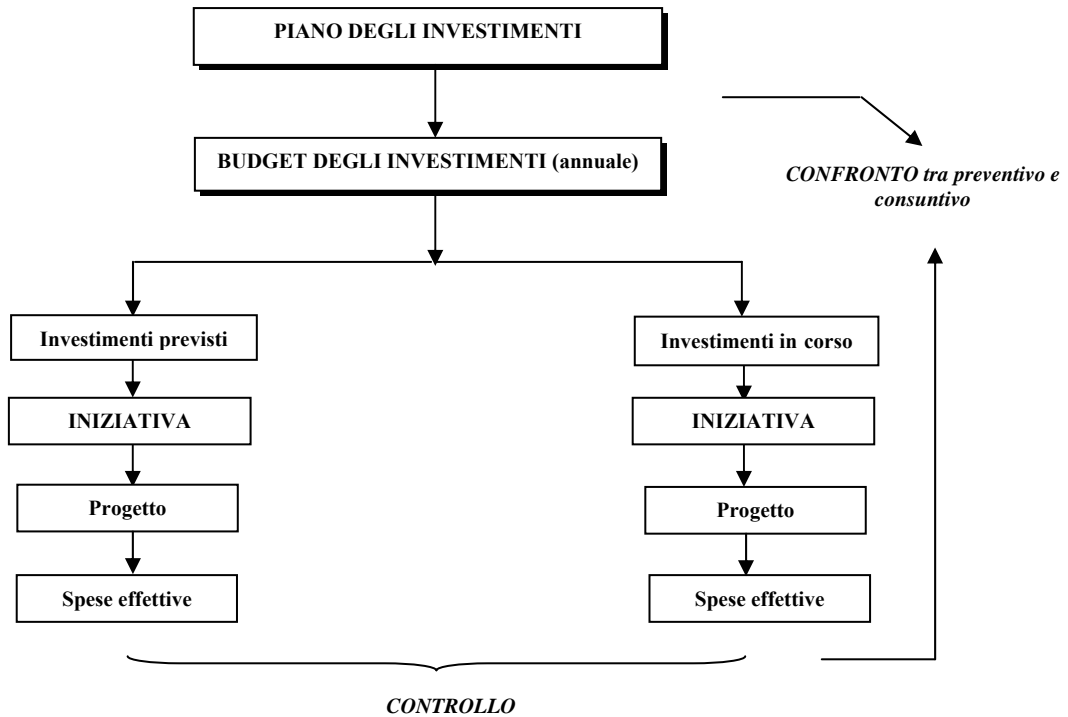 PIANO DEGLI INVESTIMENTI
BUDGET DEGLI INVESTIMENTI (annuale)
CONFRONTO tra preventivo e
consuntivo
Investimenti previsti
Investimenti in corso
INIZIATIVA
INIZIATIVA
Progetto
Progetto
Spese effettive
Spese effettive
CONTROLLO